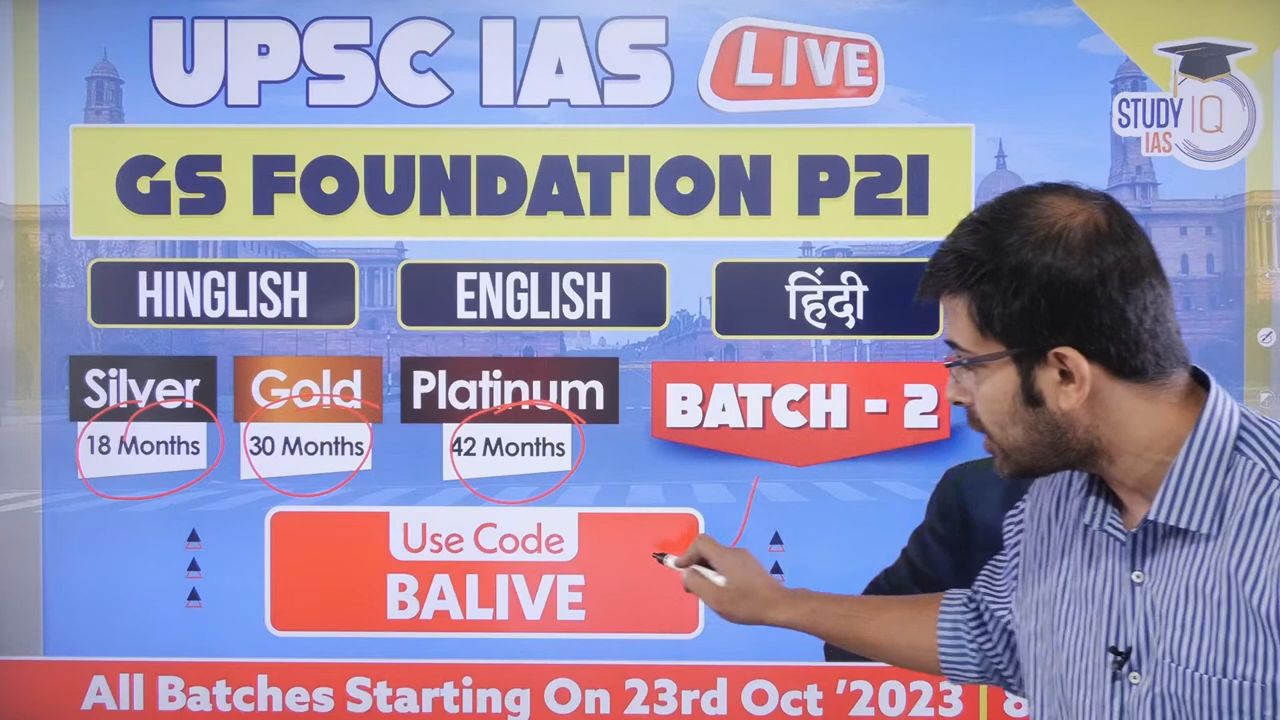 UPSC IAS LIVE
STUDY IQ
IAS
GS FOUNDATION P2I
HINGLISH ENGLISH हिंदी
Silver Gold Platinum
BATCH - 2
18 Months 30 Months 42 Months
Use Code
BALIVE
All Batches Starting On 23rd Oct '2023 | 8